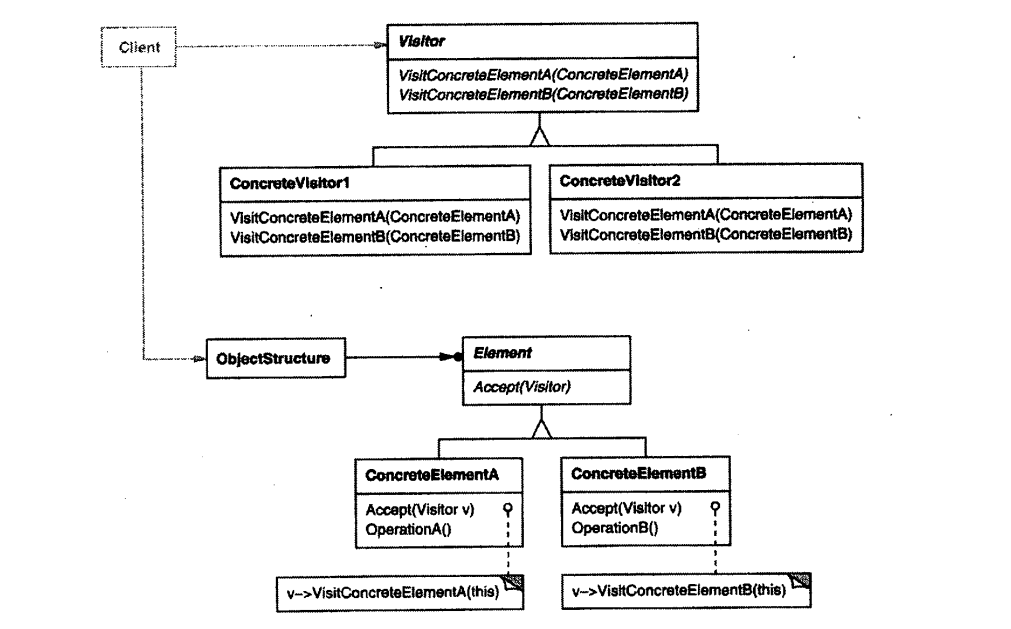 Client
Visitor
VisitConcreteElementA(ConcreteElementA)
VisitConcreteElementB(ConcreteElementB)
ConcreteVisitor1
VisitConcreteElementA(ConcreteElementA)
VisitConcreteElementB(ConcreteElementB)
ConcreteVisitor2
VisitConcreteElementA(ConcreteElementA)
VisitConcreteElementB(ConcreteElementB)
ObjectStructure
Element
Accept(Visitor)
ConcreteElementA
Accept(Visitor v)
OperationA()
ConcreteElementB
Accept(Visitor v)
OperationB()
v-->VisitConcreteElementA(this)
v-->VisitConcreteElementB(this)